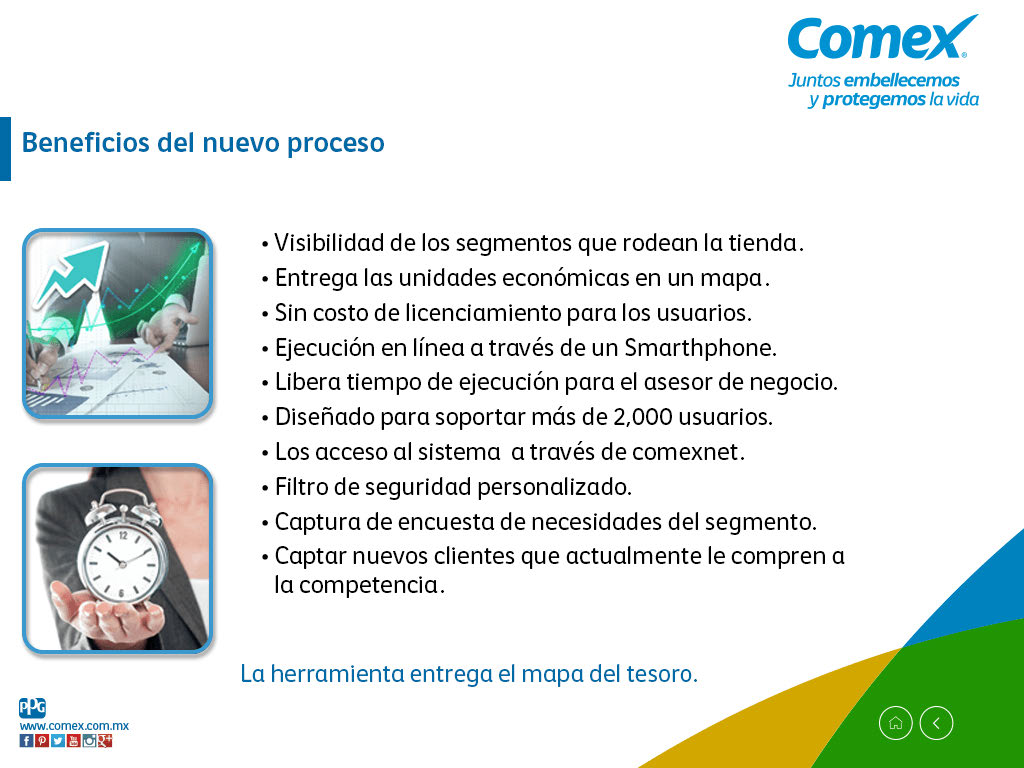 Comex®
Juntos embellecemos
y protegemos la vida
Beneficios del nuevo proceso
• Visibilidad de los segmentos que rodean la tienda.
• Entrega las unidades económicas en un mapa.
• Sin costo de licenciamiento para los usuarios.
• Ejecución en línea a través de un Smarthphone.
• Libera tiempo de ejecución para el asesor de negocio.
• Diseñado para soportar más de 2,000 usuarios.
• Los acceso al sistema  a través de comexnet.
• Filtro de seguridad personalizado.
• Captura de encuesta de necesidades del segmento.
• Captar nuevos clientes que actualmente le compren a
la competencia.
La herramienta entrega el mapa del tesoro.
PPG
www.comex.com.mx